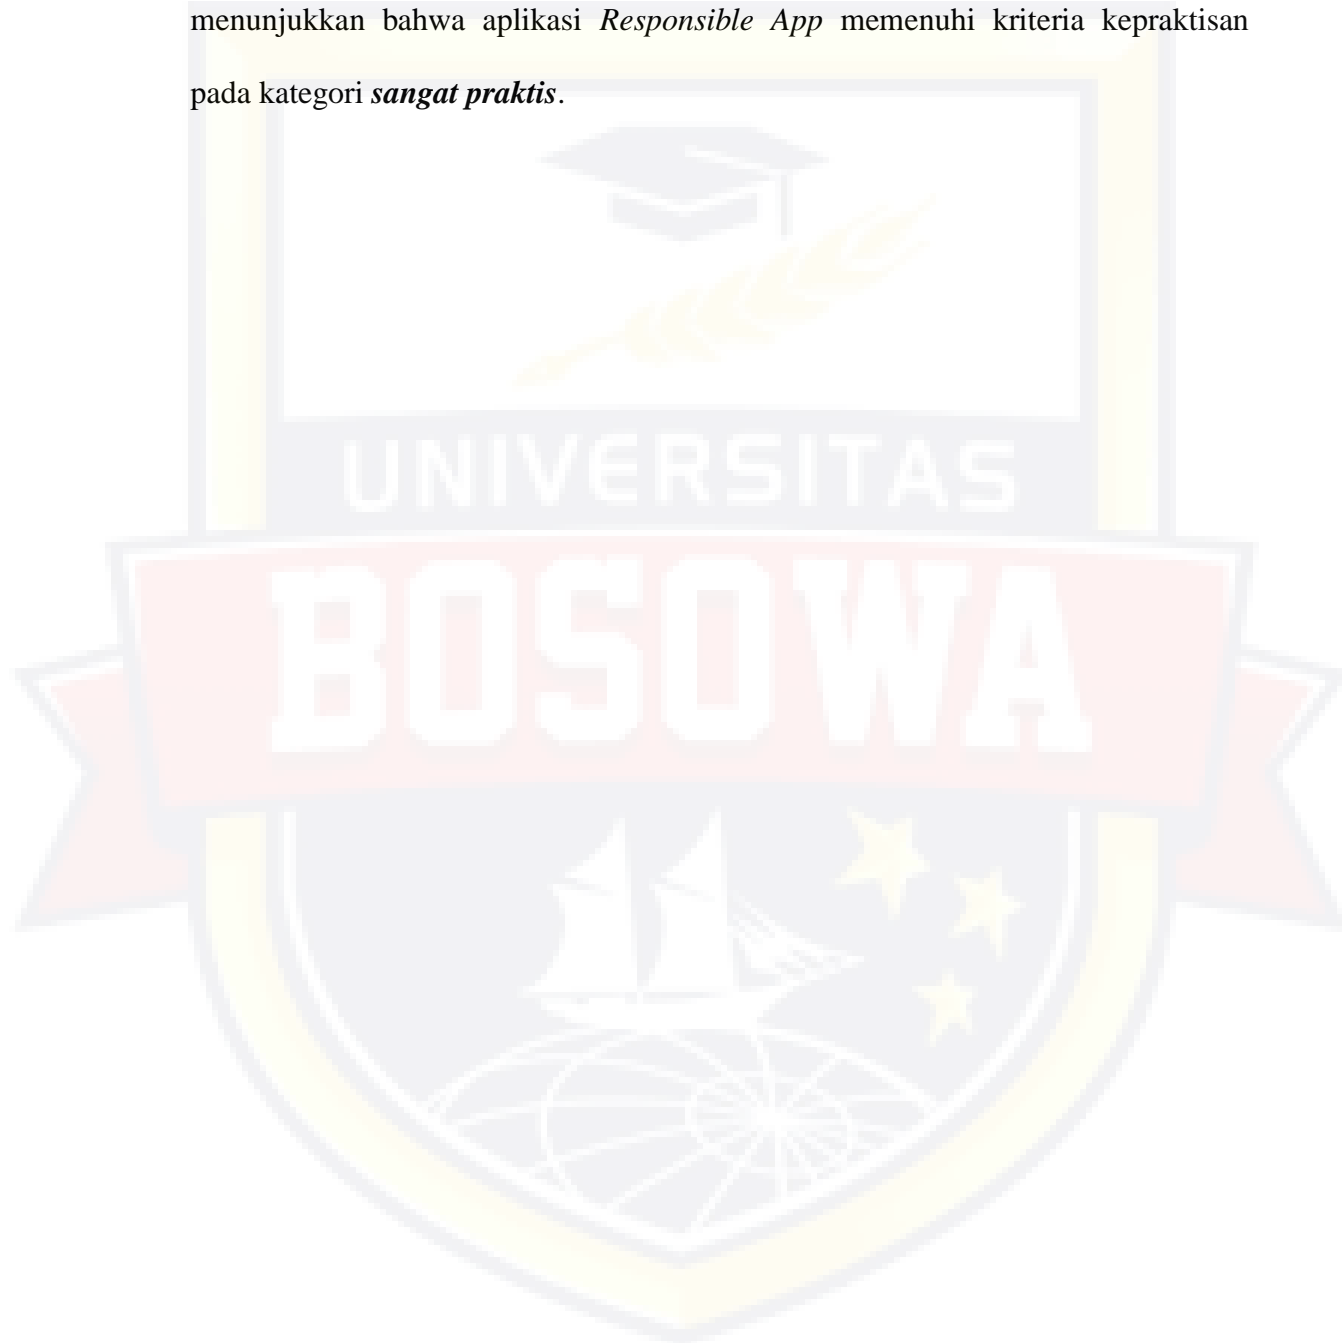 menunjukkan bahwa aplikasi Responsible App memenuhi kriteria kepraktisan
pada kategori sangat praktis.
UNIVERSITAS
BOSOWA